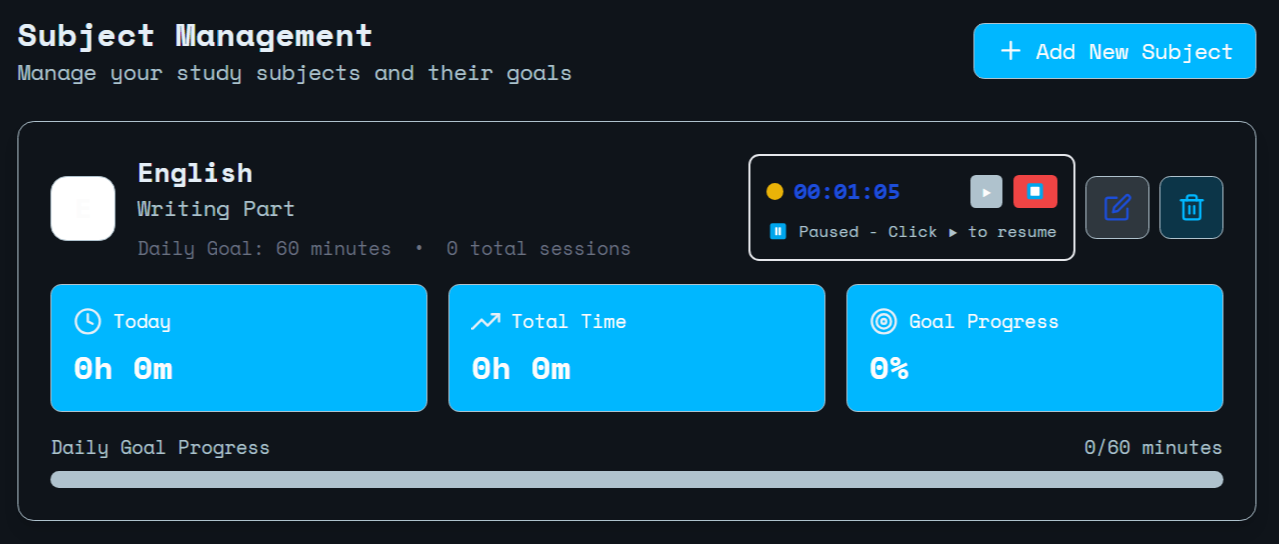 Subject Management
Manage your study subjects and their goals
+ Add New Subject
English
Writing Part
Daily Goal: 60 minutes • 0 total sessions
00:01:05
Paused - Click ▶ to resume
Today
0h 0m
Total Time
0h 0m
Goal Progress
0%
Daily Goal Progress
0/60 minutes